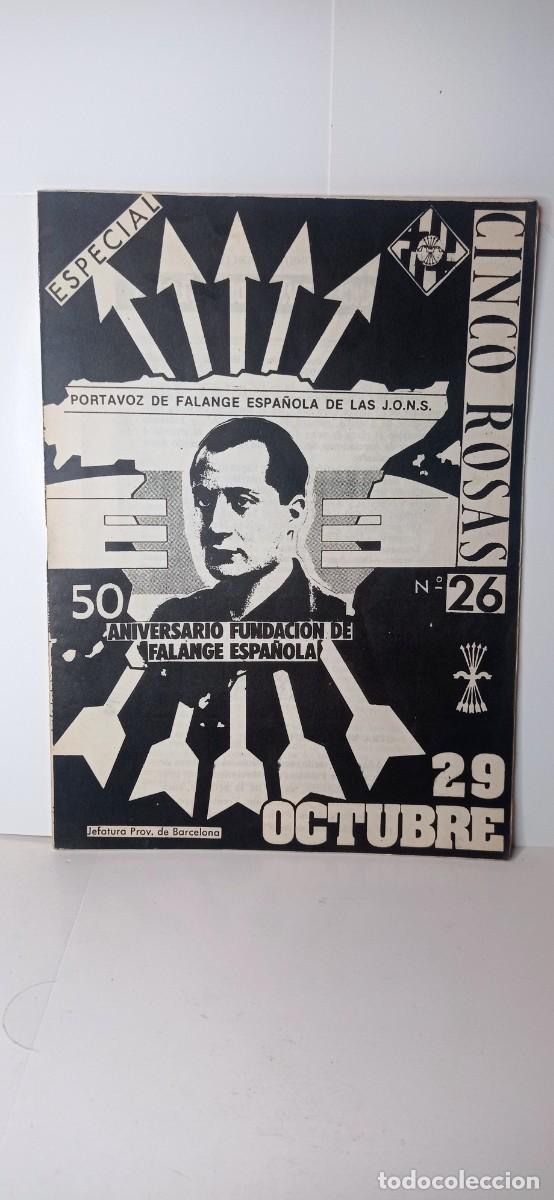 ESPECIAL
CINCO ROSAS
PORTAVOZ DE FALANGE ESPAÑOLA DE LAS J.O.N.S.
Nº 26
50
ANIVERSARIO FUNDACION DE
FALANGE ESPAÑOLA
29
OCTUBRE
Jefatura Prov. de Barcelona
todocoleccion